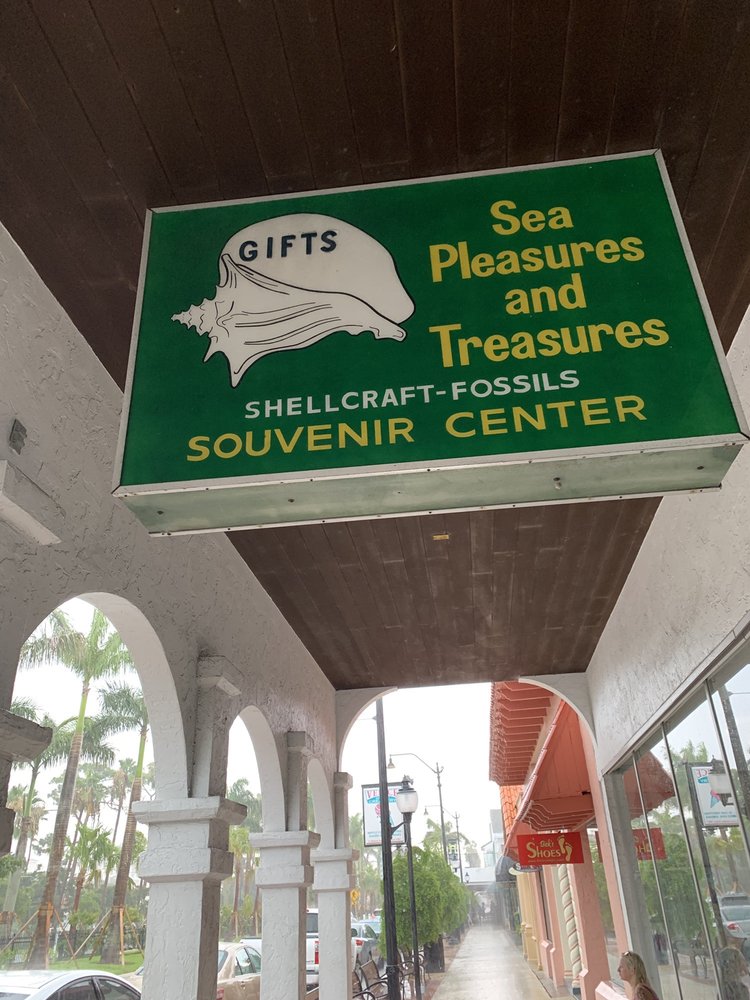 GIFTS
Sea
Pleasures
and
Treasures
SHELLCRAFT-FOSSILS
SOUVENIR CENTER
SHOES